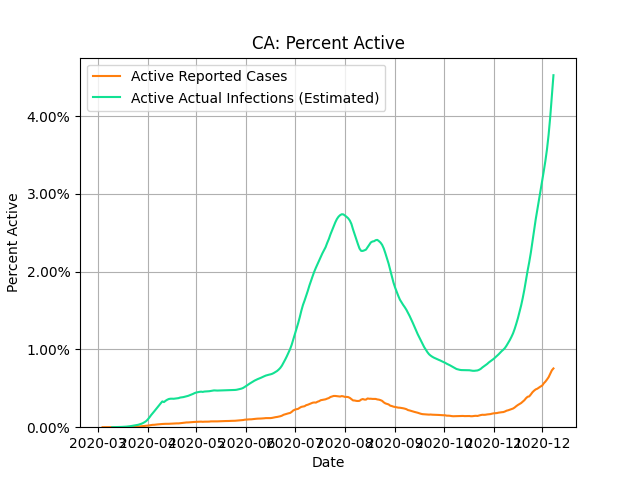 CA: Percent Active
Active Reported Cases
Active Actual Infections (Estimated)
Percent Active
4.00%
3.00%
2.00%
1.00%
0.00%
2020-03 2020-04 2020-05 2020-06 2020-07 2020-08 2020-09 2020-10 2020-11 2020-12
Date